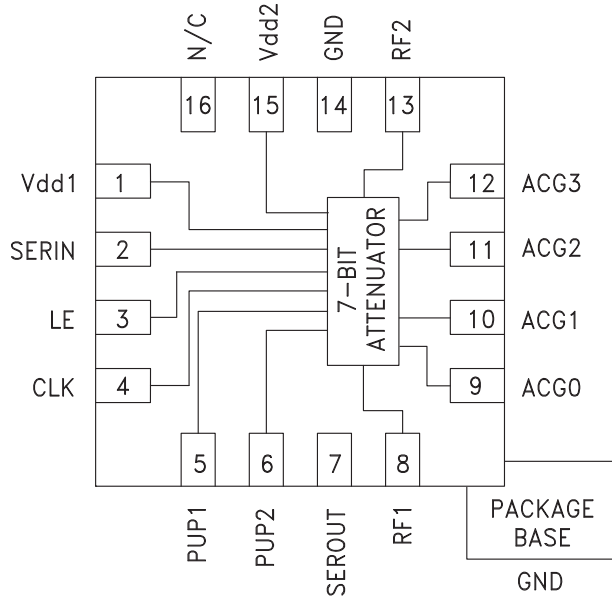 N/C
Vdd2
GND
RF2
16
15
14
13
Vdd1
1
12
ACG3
SERIN
2
11
ACG2
7-BIT
ATTENUATOR
LE
3
10
ACG1
CLK
4
9
ACG0
5
6
7
8
PUP1
PUP2
SEROUT
RF1
PACKAGE
BASE
GND